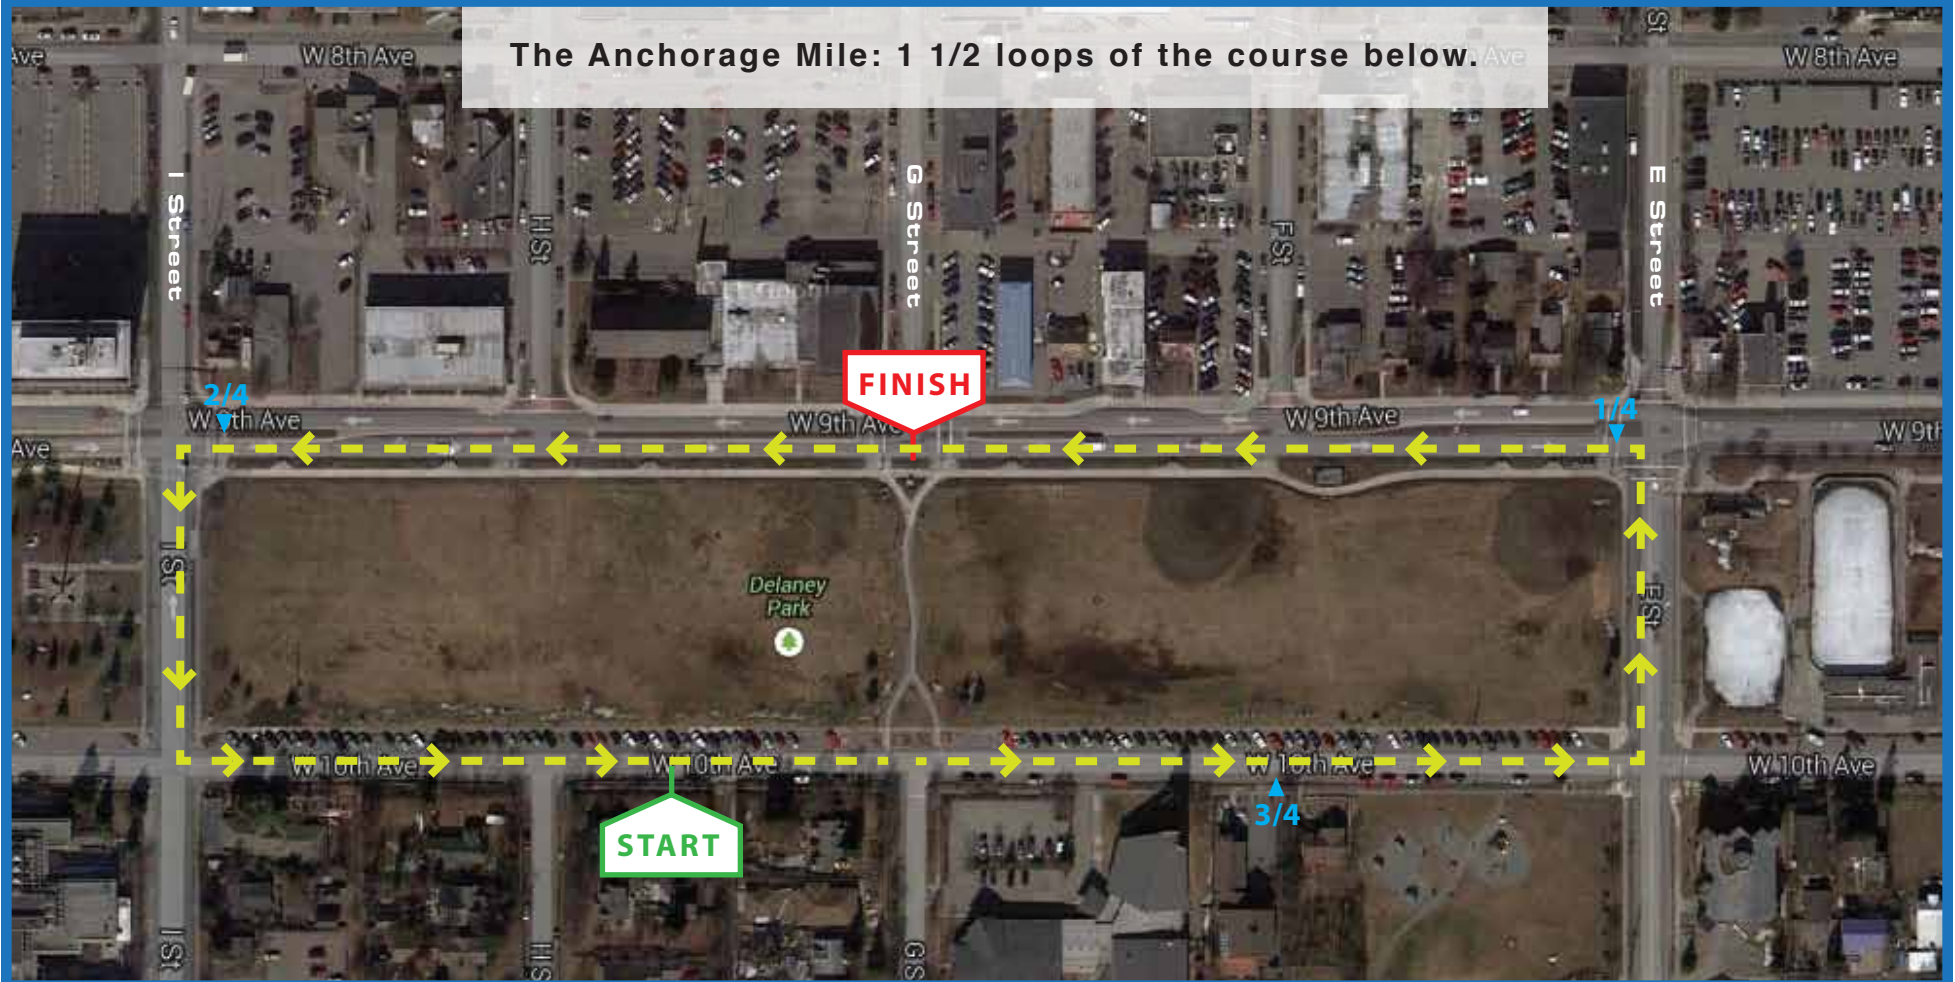 The Anchorage Mile: 1 1/2 loops of the course below.
Ave
W 8th Ave
Ave
W 8th Ave
St
I Street
H St
G Street
F St
E Street
2/4
FINISH
1/4
W 9th Ave
W 9th Ave
W 9th Ave
W 9th
Ave
I St
Delaney
Park
E St
W 10th Ave
W 10th Ave
W 10th Ave
W 10th Ave
START
3/4
I St
H S
G S